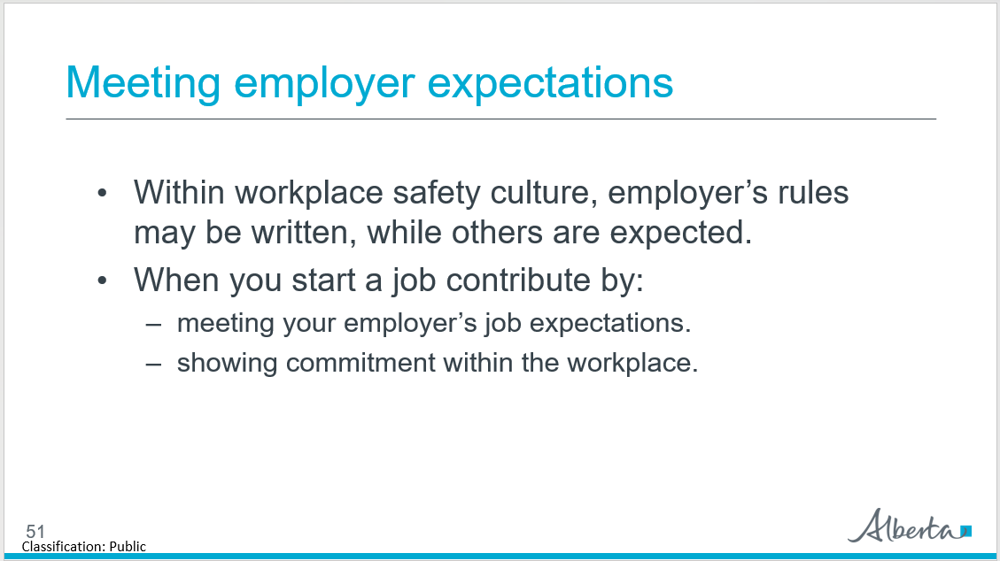 Meeting employer expectations
• Within workplace safety culture, employer’s rules
may be written, while others are expected.
• When you start a job contribute by:
– meeting your employer’s job expectations.
– showing commitment within the workplace.
51
Classification: Public
Alberta